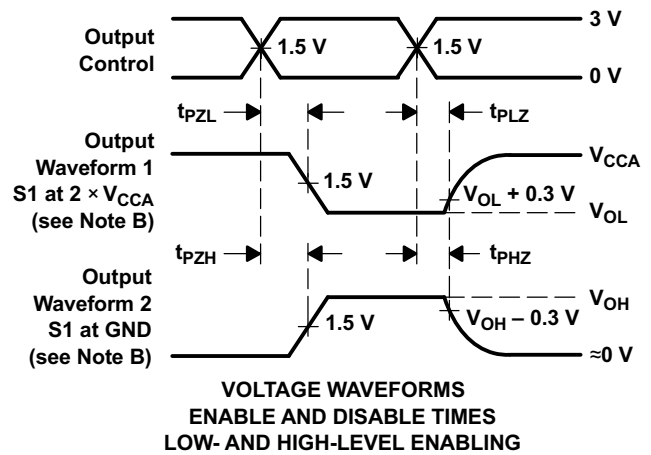 Output
Control
1.5 V
1.5 V
3 V
0 V
tPZL
tPLZ
Output
Waveform 1
S1 at 2 × VCCA
(see Note B)
1.5 V
VCCA
VOL + 0.3 V
VOL
tPZH
tPHZ
Output
Waveform 2
S1 at GND
(see Note B)
1.5 V
VOH
VOH – 0.3 V
≈0 V
VOLTAGE WAVEFORMS
ENABLE AND DISABLE TIMES
LOW- AND HIGH-LEVEL ENABLING